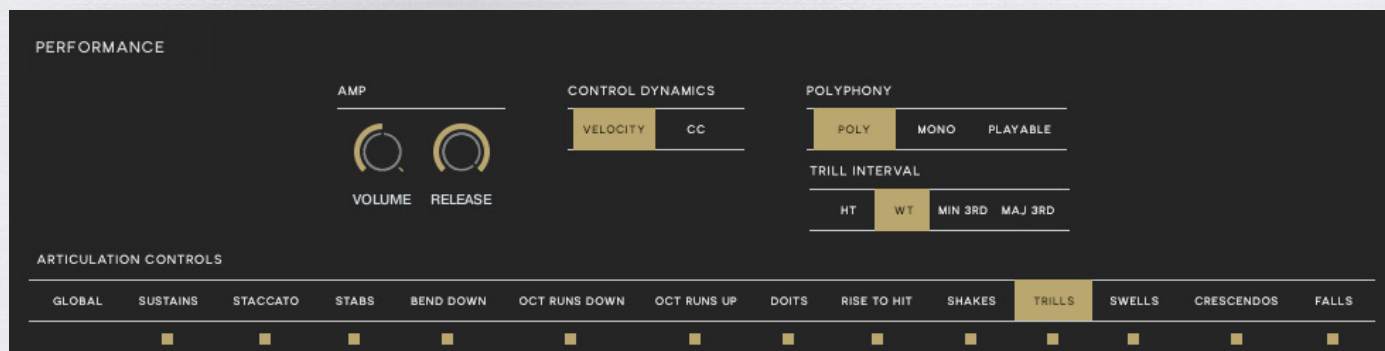 PERFORMANCE
AMP
CONTROL DYNAMICS
POLYPHONY
VELOCITY CC
POLY MONO PLAYABLE
TRILL INTERVAL
VOLUME RELEASE
HT WT MIN 3RD MAJ 3RD
ARTICULATION CONTROLS
GLOBAL SUSTAINS STACCATO STABS BEND DOWN OCT RUNS DOWN OCT RUNS UP DOITS RISE TO HIT SHAKES TRILLS SWELLS CRESCENDOS FALLS